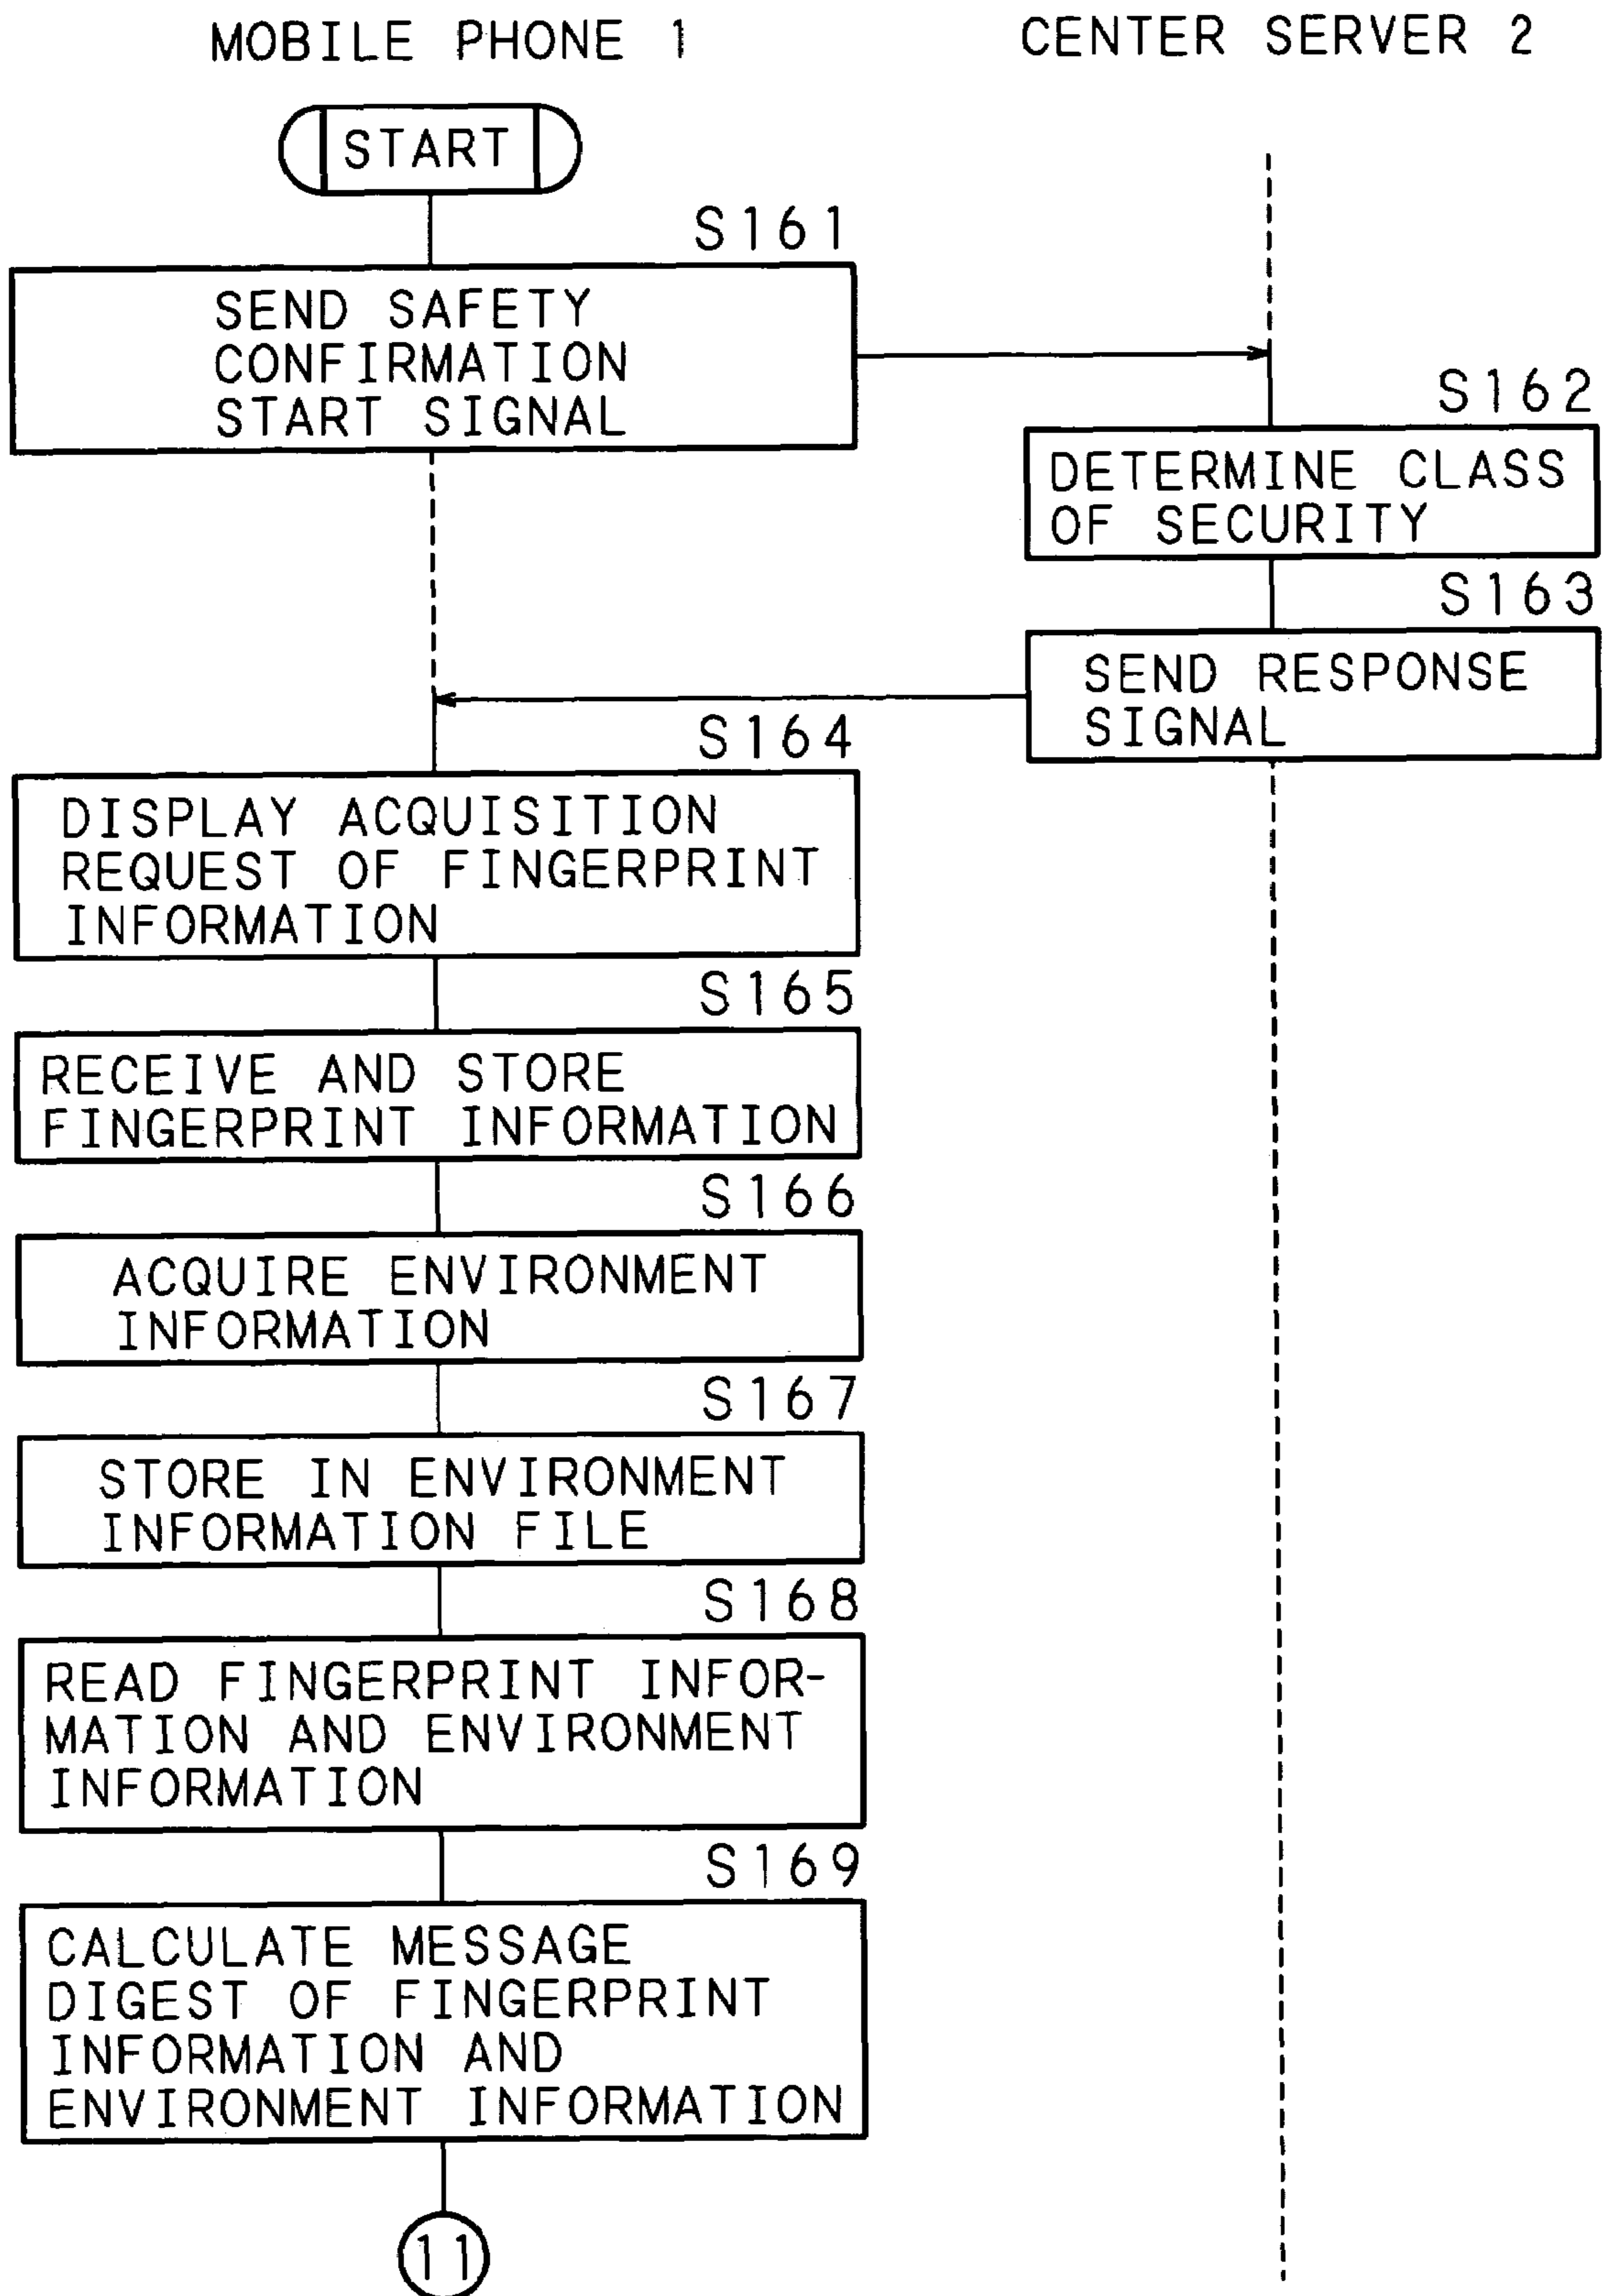 MOBILE PHONE 1
CENTER SERVER 2
START
S161
SEND SAFETY
CONFIRMATION
START SIGNAL
S162
DETERMINE CLASS
OF SECURITY
S163
SEND RESPONSE
SIGNAL
S164
DISPLAY ACQUISITION
REQUEST OF FINGERPRINT
INFORMATION
S165
RECEIVE AND STORE
FINGERPRINT INFORMATION
S166
ACQUIRE ENVIRONMENT
INFORMATION
S167
STORE IN ENVIRONMENT
INFORMATION FILE
S168
READ FINGERPRINT INFOR-
MATION AND ENVIRONMENT
INFORMATION
S169
CALCULATE MESSAGE
DIGEST OF FINGERPRINT
INFORMATION AND
ENVIRONMENT INFORMATION
11